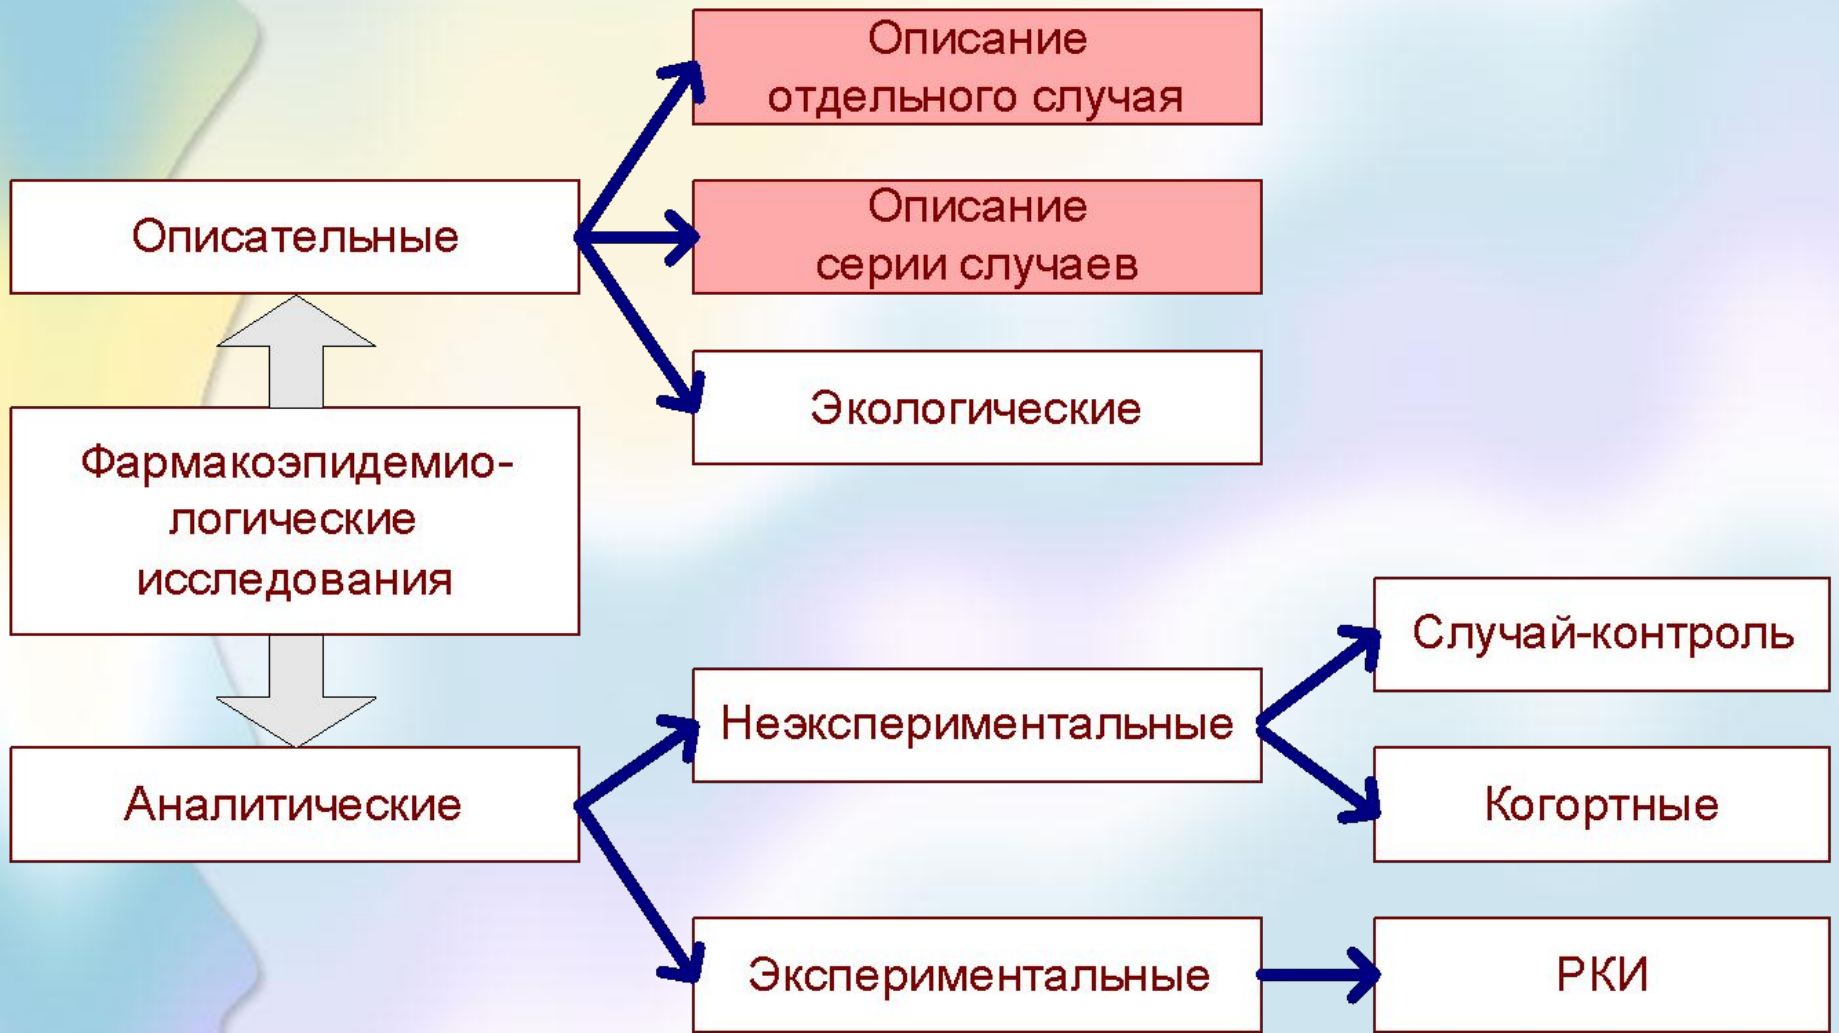 Описание
отдельного случая
Описательные
Описание
серии случаев
Экологические
Фармакоэпидемио-
логические
исследования
Случай-контроль
Неэкспериментальные
Аналитические
Когортные
Экспериментальные
РКИ